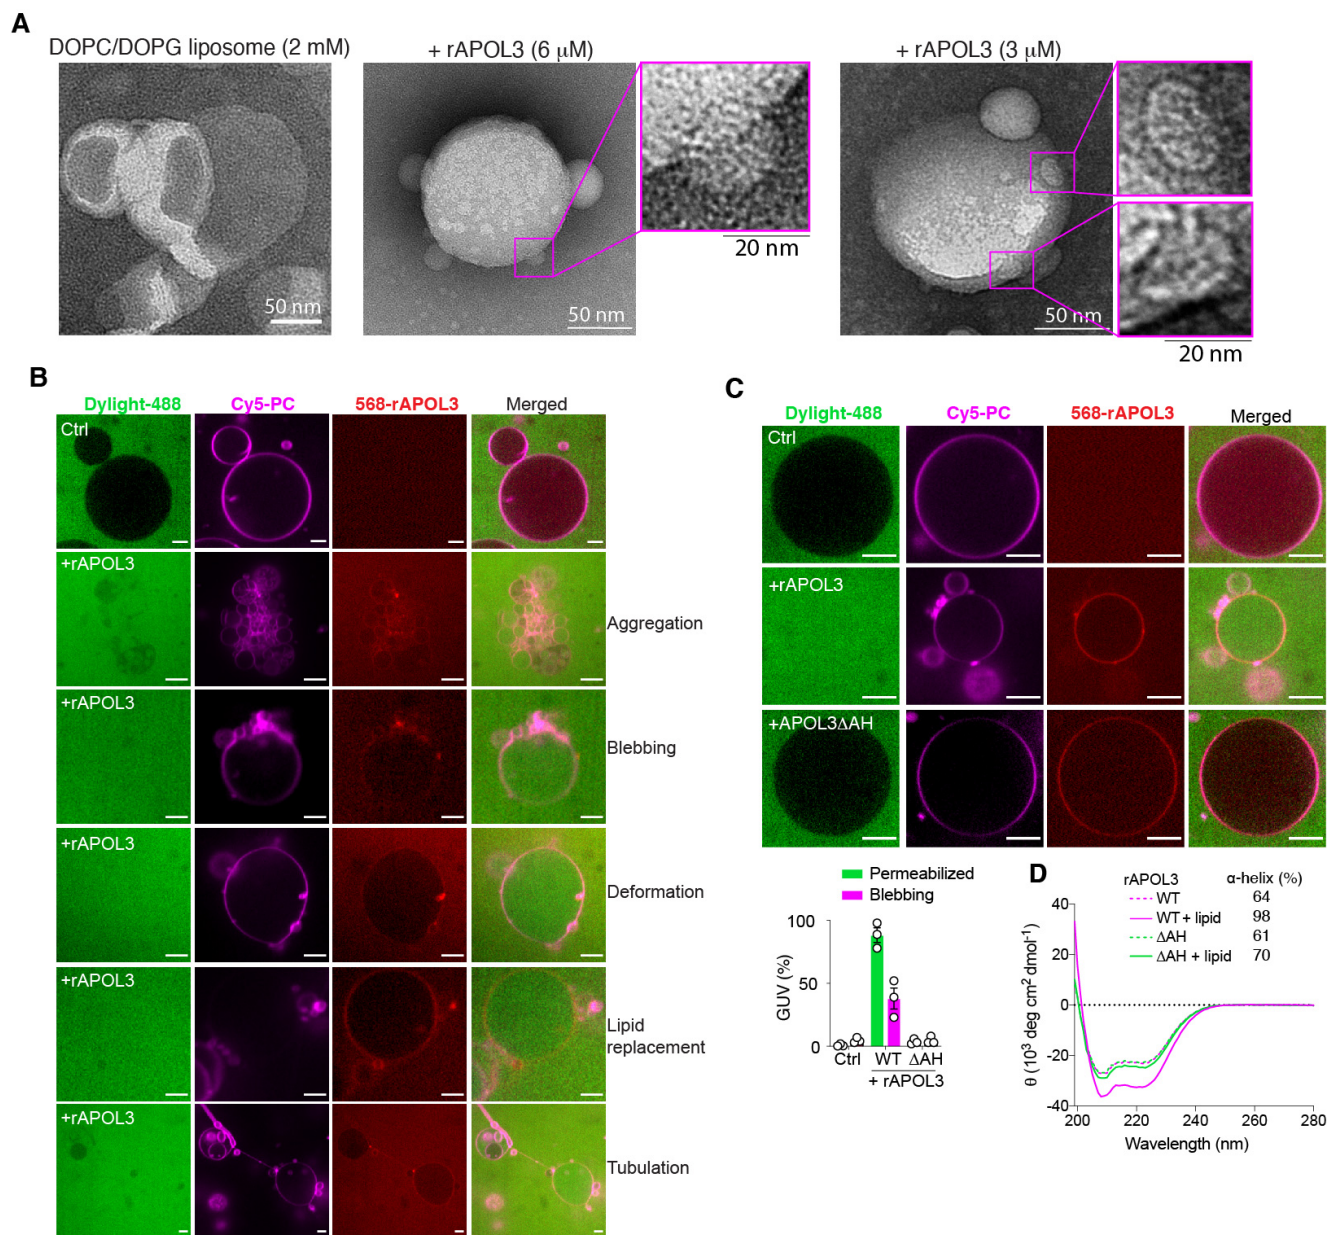 A
DOPC/DOPG liposome (2 mM)
+ rAPOL3 (6 μM)
+ rAPOL3 (3 μM)
50 nm
50 nm
20 nm
50 nm
20 nm
B
Dylight-488
Cy5-PC
568-rAPOL3
Merged
Ctrl
+rAPOL3
Aggregation
+rAPOL3
Blebbing
+rAPOL3
Deformation
+rAPOL3
Lipid
replacement
+rAPOL3
Tubulation
C
Dylight-488
Cy5-PC
568-rAPOL3
Merged
Ctrl
+rAPOL3
+APOL3ΔAH
Permeabilized
Blebbing
100
50
0
GUV (%)
Ctrl
WT
ΔAH
+ rAPOL3
D
rAPOL3
α-helix (%)
WT 64
WT + lipid 98
ΔAH 61
ΔAH + lipid 70
40
20
0
-20
-40
θ (10³ deg cm² dmol⁻¹)
200 220 240 260 280
Wavelength (nm)